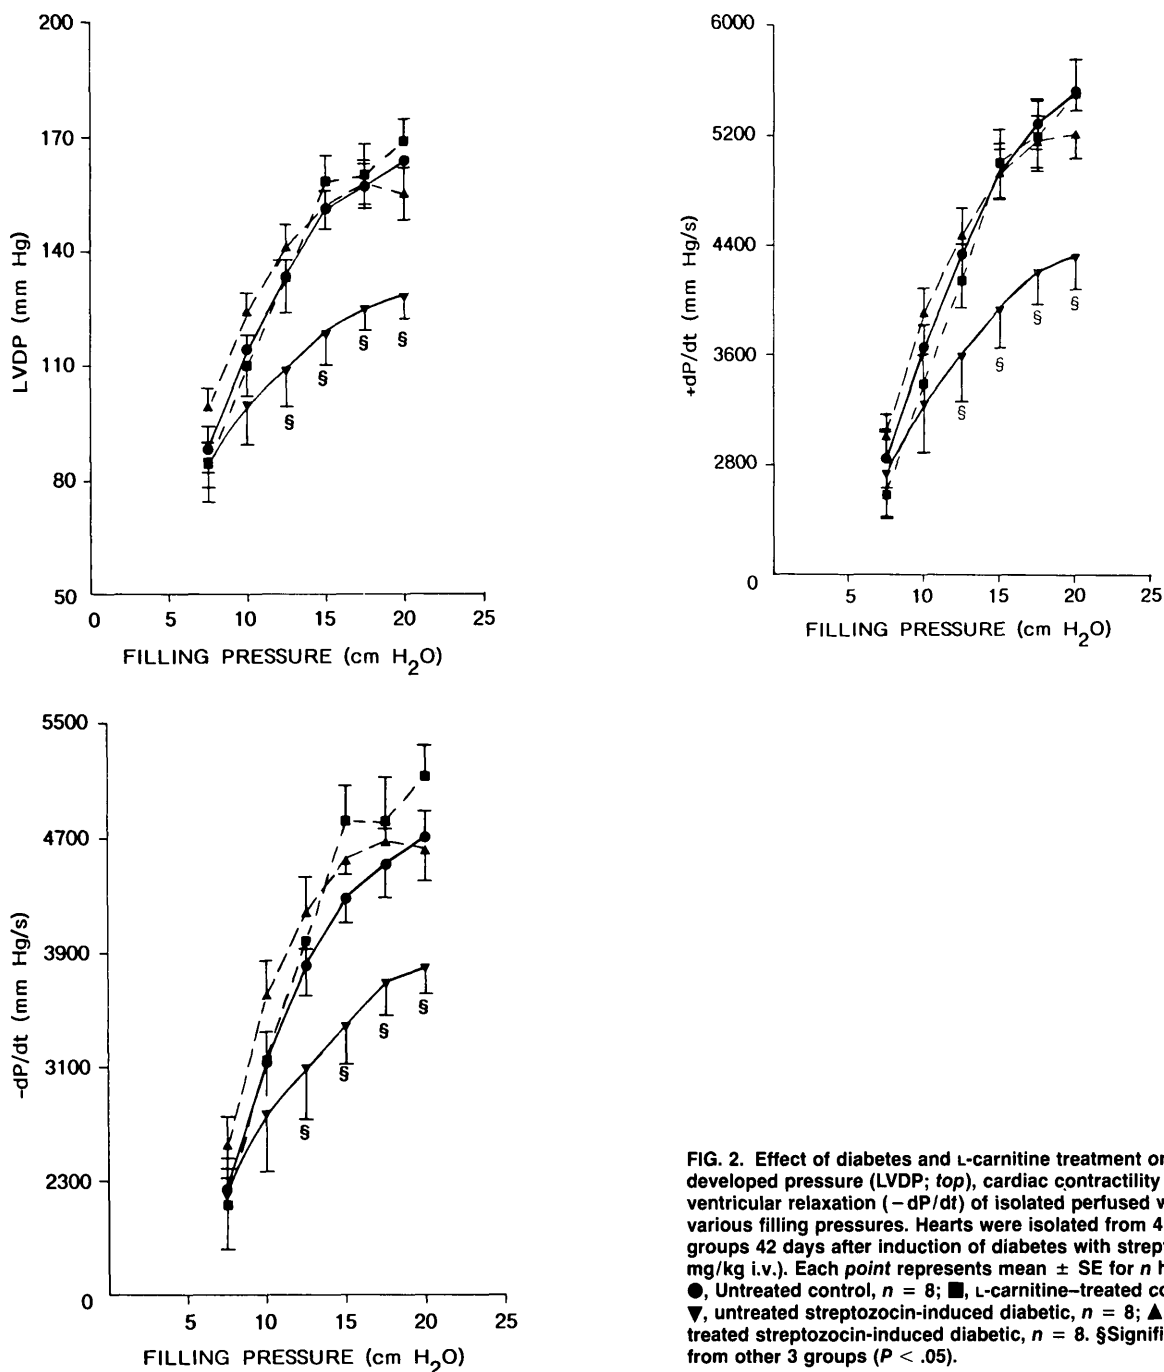 200
170
140
110
80
50
LVDP (mm Hg)
§ § § §
0 5 10 15 20 25
FILLING PRESSURE (cm H2O)
6000
5200
4400
3600
2800
0
+dP/dt (mm Hg/s)
§ § § §
5 10 15 20 25
FILLING PRESSURE (cm H2O)
5500
4700
3900
3100
2300
0
-dP/dt (mm Hg/s)
§ § § §
5 10 15 20 25
FILLING PRESSURE (cm H2O)
FIG. 2. Effect of diabetes and L-carnitine treatment on
developed pressure (LVDP; top), cardiac contractility
ventricular relaxation (−dP/dt) of isolated perfused
various filling pressures. Hearts were isolated from 4
groups 42 days after induction of diabetes with
mg/kg i.v.). Each point represents mean ± SE for n
●, Untreated control, n = 8; ■, L-carnitine–treated
▼, untreated streptozocin-induced diabetic, n = 8; ▲
treated streptozocin-induced diabetic, n = 8.
from other 3 groups (P < .05).